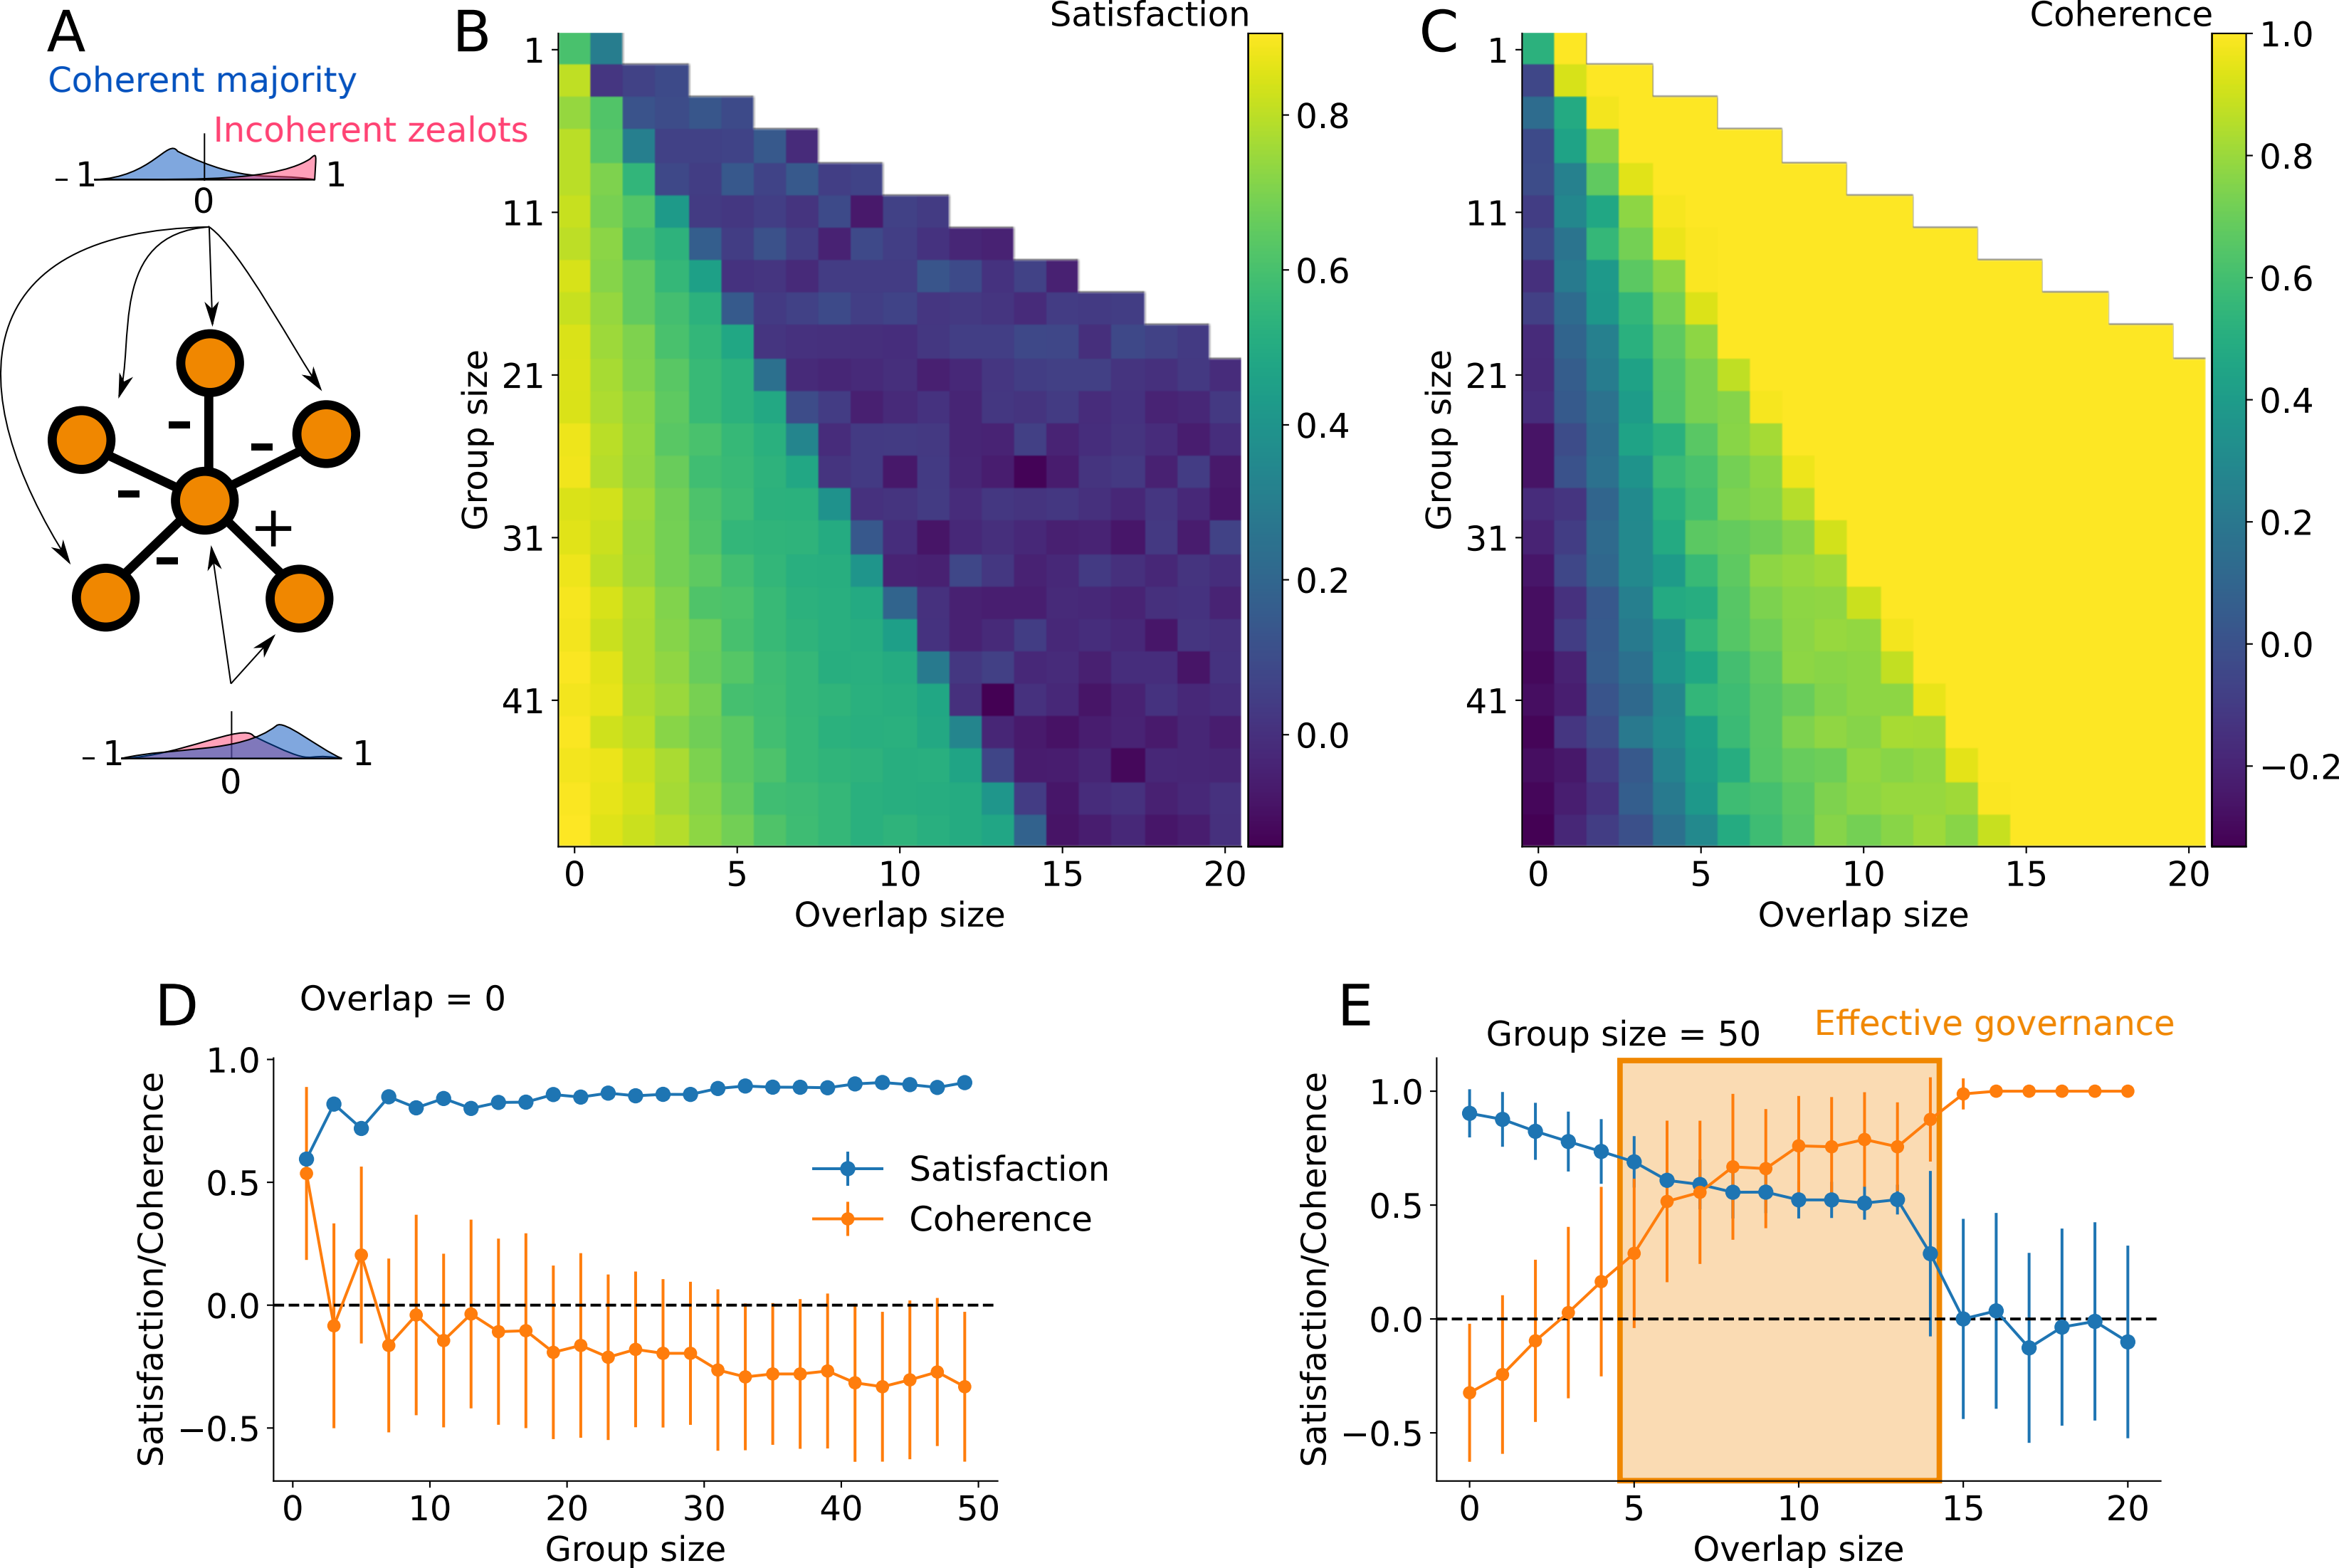 A
Coherent majority
Incoherent zealots
-1
0
1
-
-
-
-
+
-1
0
1
B
Satisfaction
Group size
1
11
21
31
41
0
5
10
15
20
Overlap size
0.8
0.6
0.4
0.2
0.0
C
Coherence
Group size
1
11
21
31
41
0
5
10
15
20
Overlap size
1.0
0.8
0.6
0.4
0.2
0.0
−0.2
D
Overlap = 0
Satisfaction/Coherence
1.0
0.5
0.0
−0.5
Satisfaction
Coherence
0
10
20
30
40
50
Group size
E
Group size = 50
Effective governance
Satisfaction/Coherence
1.0
0.5
0.0
−0.5
0
5
10
15
20
Overlap size